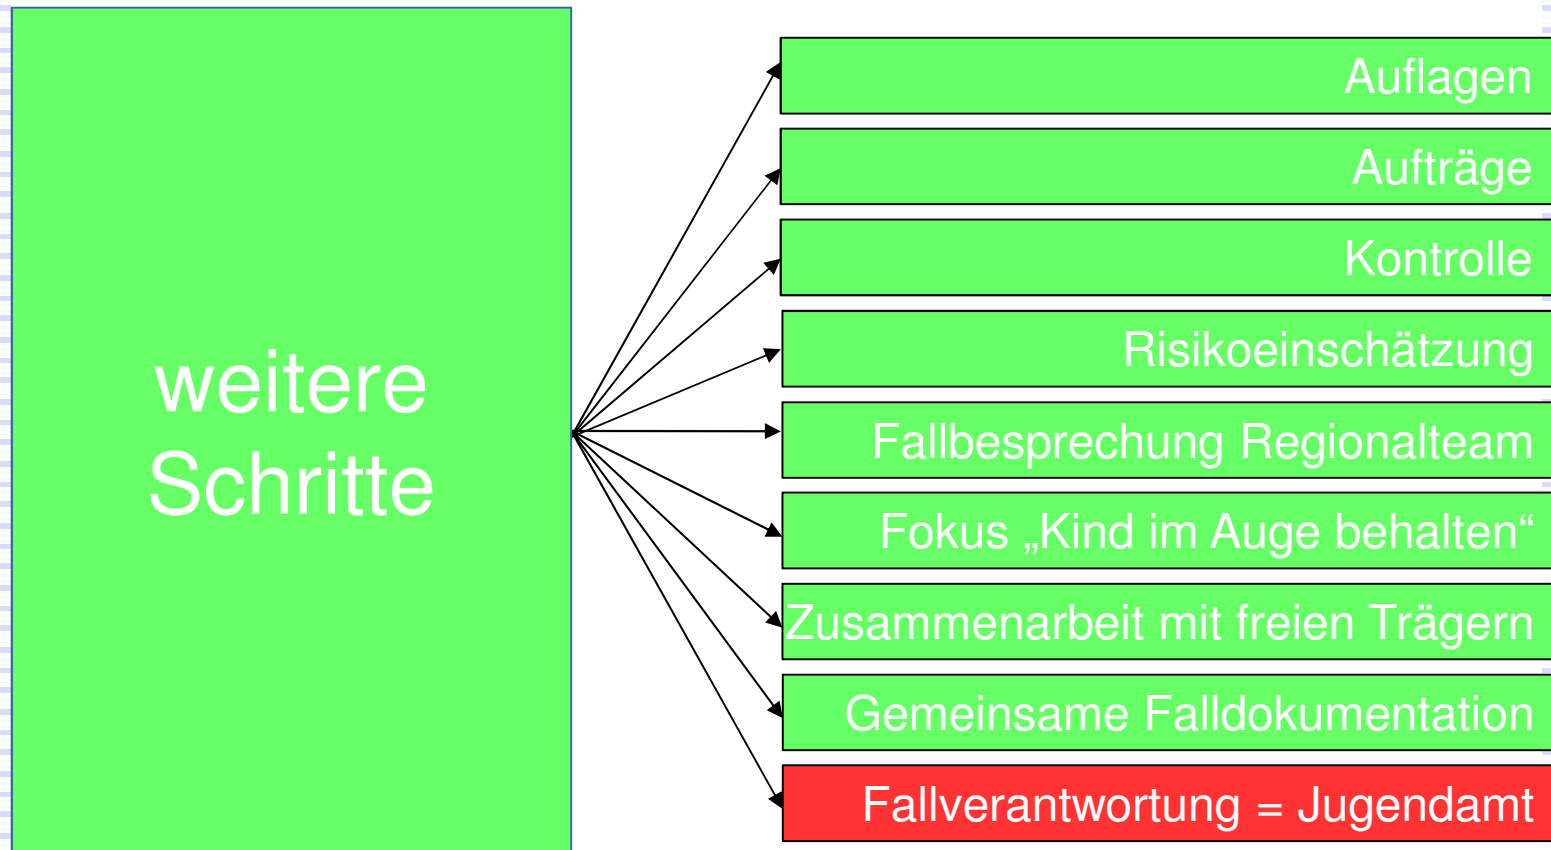 weitere
Schritte
Auflagen
Aufträge
Kontrolle
Risikoeinschätzung
Fallbesprechung Regionalteam
Fokus „Kind im Auge behalten“
Zusammenarbeit mit freien Trägern
Gemeinsame Falldokumentation
Fallverantwortung = Jugendamt